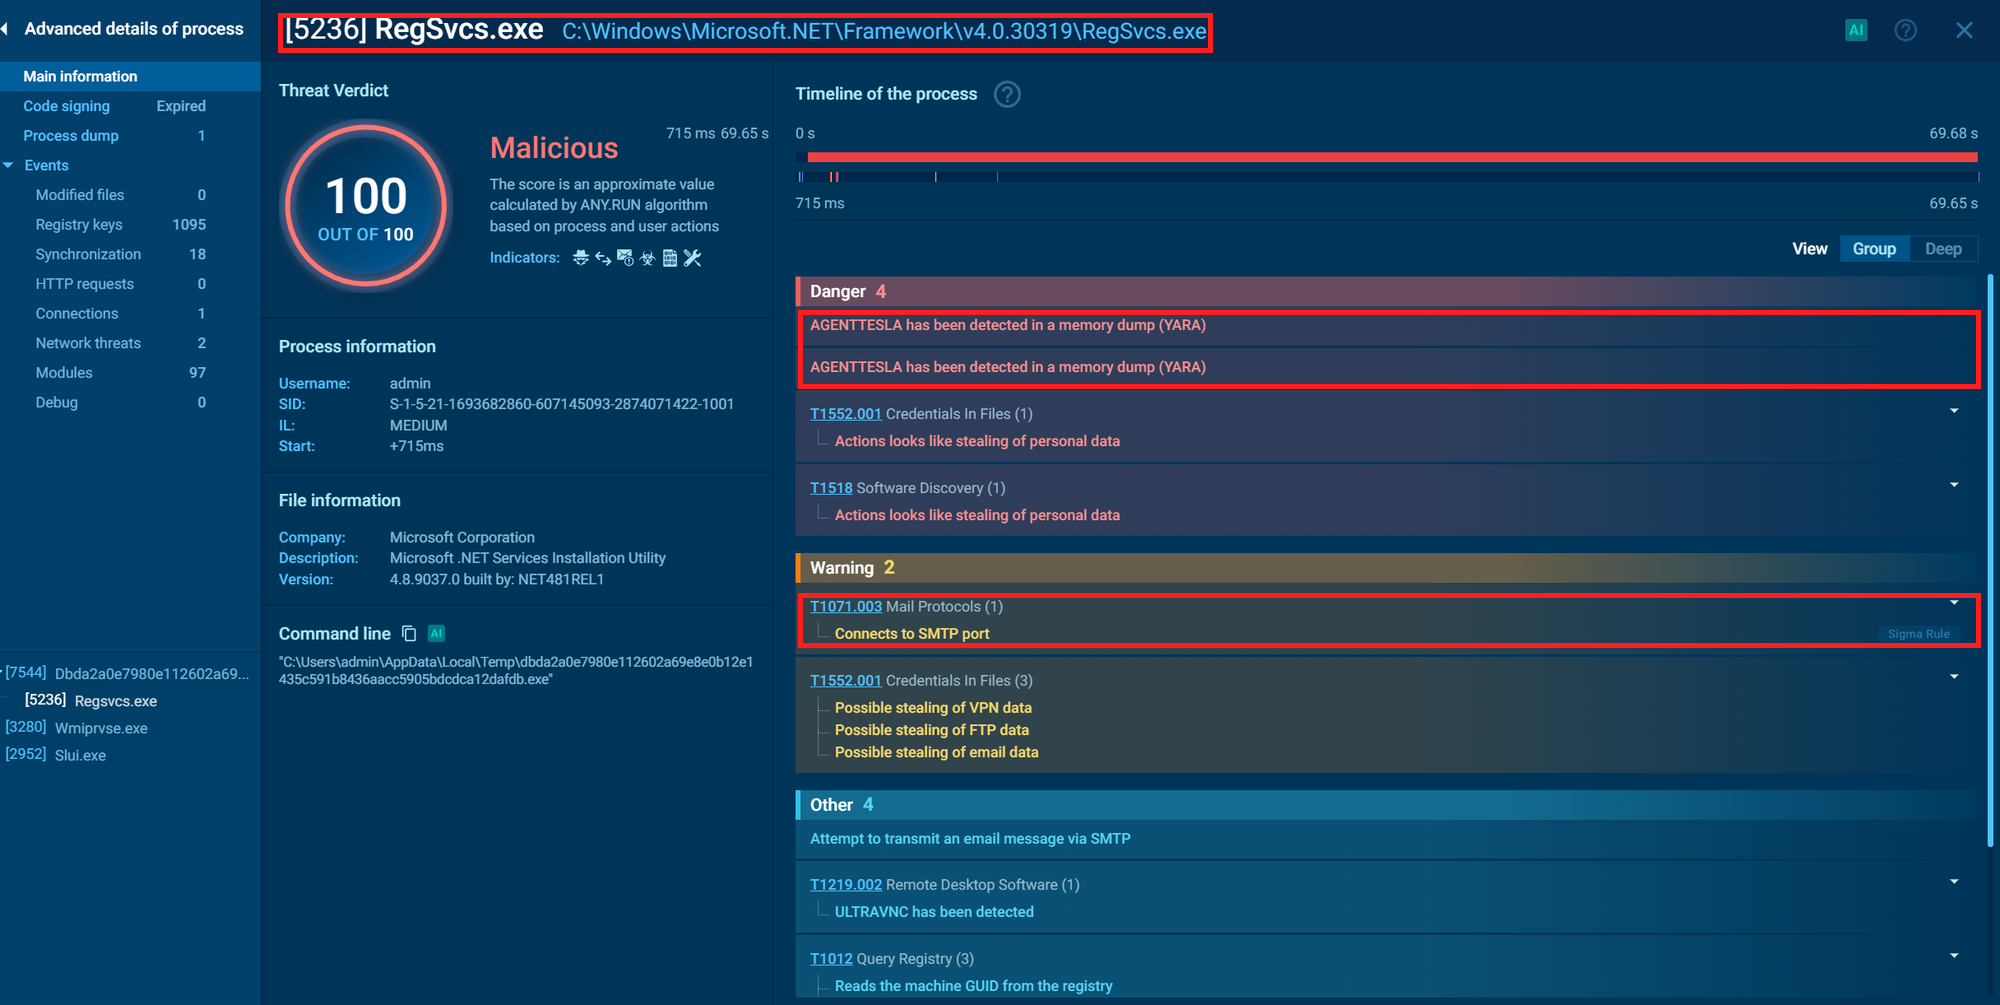 Advanced details of process
[5236] RegSvcs.exe C:\Windows\Microsoft.NET\Framework\v4.0.30319\RegSvcs.exe
AI
?
Main information
Code signing Expired
Process dump 1
Events
Modified files 0
Registry keys 1095
Synchronization 18
HTTP requests 0
Connections 1
Network threats 2
Modules 97
Debug 0
[7544] Dbda2a0e7980e112602a69...
[5236] Regsvcs.exe
[3280] Wmiprvse.exe
[2952] Slui.exe
Threat Verdict
715 ms 69.65 s
100
OUT OF 100
Malicious
The score is an approximate value
calculated by ANY.RUN algorithm
based on process and user actions
Indicators:
Process information
Username: admin
SID: S-1-5-21-1693682860-607145093-2874071422-1001
IL: MEDIUM
Start: +715ms
File information
Company: Microsoft Corporation
Description: Microsoft .NET Services Installation Utility
Version: 4.8.9037.0 built by: NET481REL1
Command line AI
"C:\Users\admin\AppData\Local\Temp\dbda2a0e7980e112602a69e8e0b12e1
435c591b8436aacc5905bdcdca12dafdb.exe"
Timeline of the process ?
0 s 69.68 s
715 ms 69.65 s
View Group Deep
Danger 4
AGENTTESLA has been detected in a memory dump (YARA)
AGENTTESLA has been detected in a memory dump (YARA)
T1552.001 Credentials In Files (1)
Actions looks like stealing of personal data
T1518 Software Discovery (1)
Actions looks like stealing of personal data
Warning 2
T1071.003 Mail Protocols (1)
Connects to SMTP port
Sigma Rule
T1552.001 Credentials In Files (3)
Possible stealing of VPN data
Possible stealing of FTP data
Possible stealing of email data
Other 4
Attempt to transmit an email message via SMTP
T1219.002 Remote Desktop Software (1)
ULTRAVNC has been detected
T1012 Query Registry (3)
Reads the machine GUID from the registry